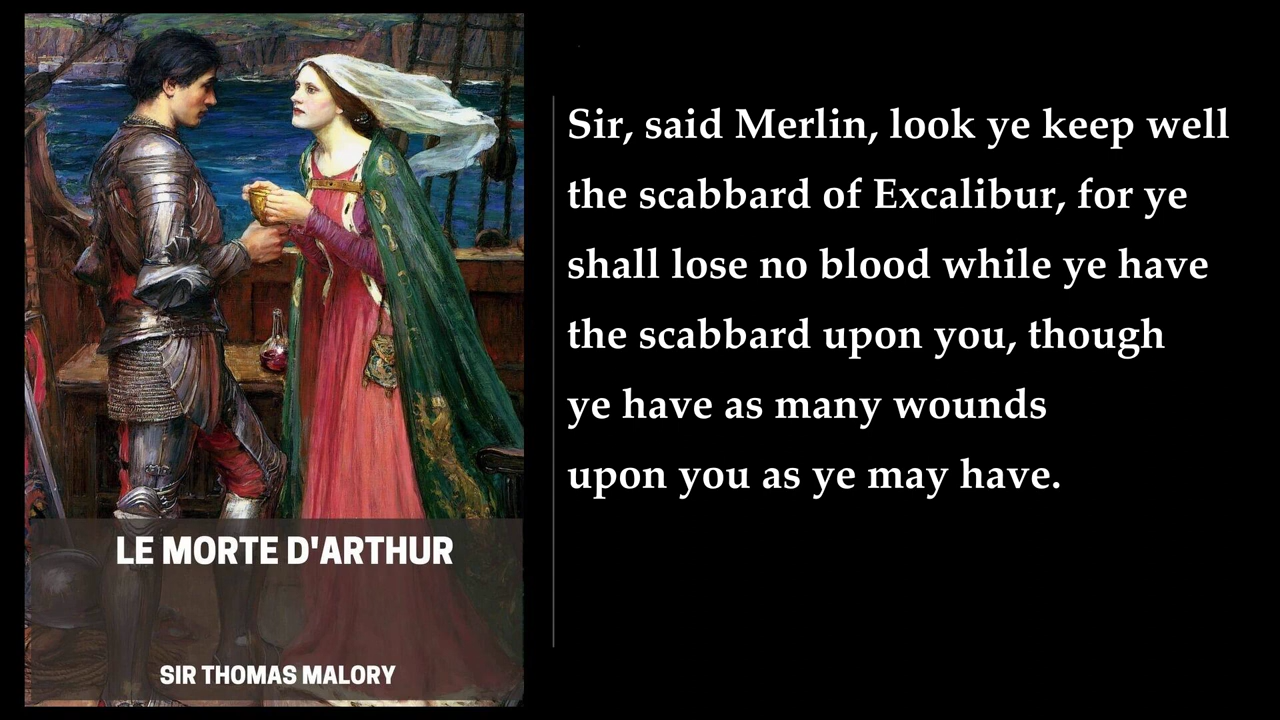 LE MORTE D'ARTHUR
SIR THOMAS MALORY
Sir, said Merlin, look ye keep well
the scabbard of Excalibur, for ye
shall lose no blood while ye have
the scabbard upon you, though
ye have as many wounds
upon you as ye may have.